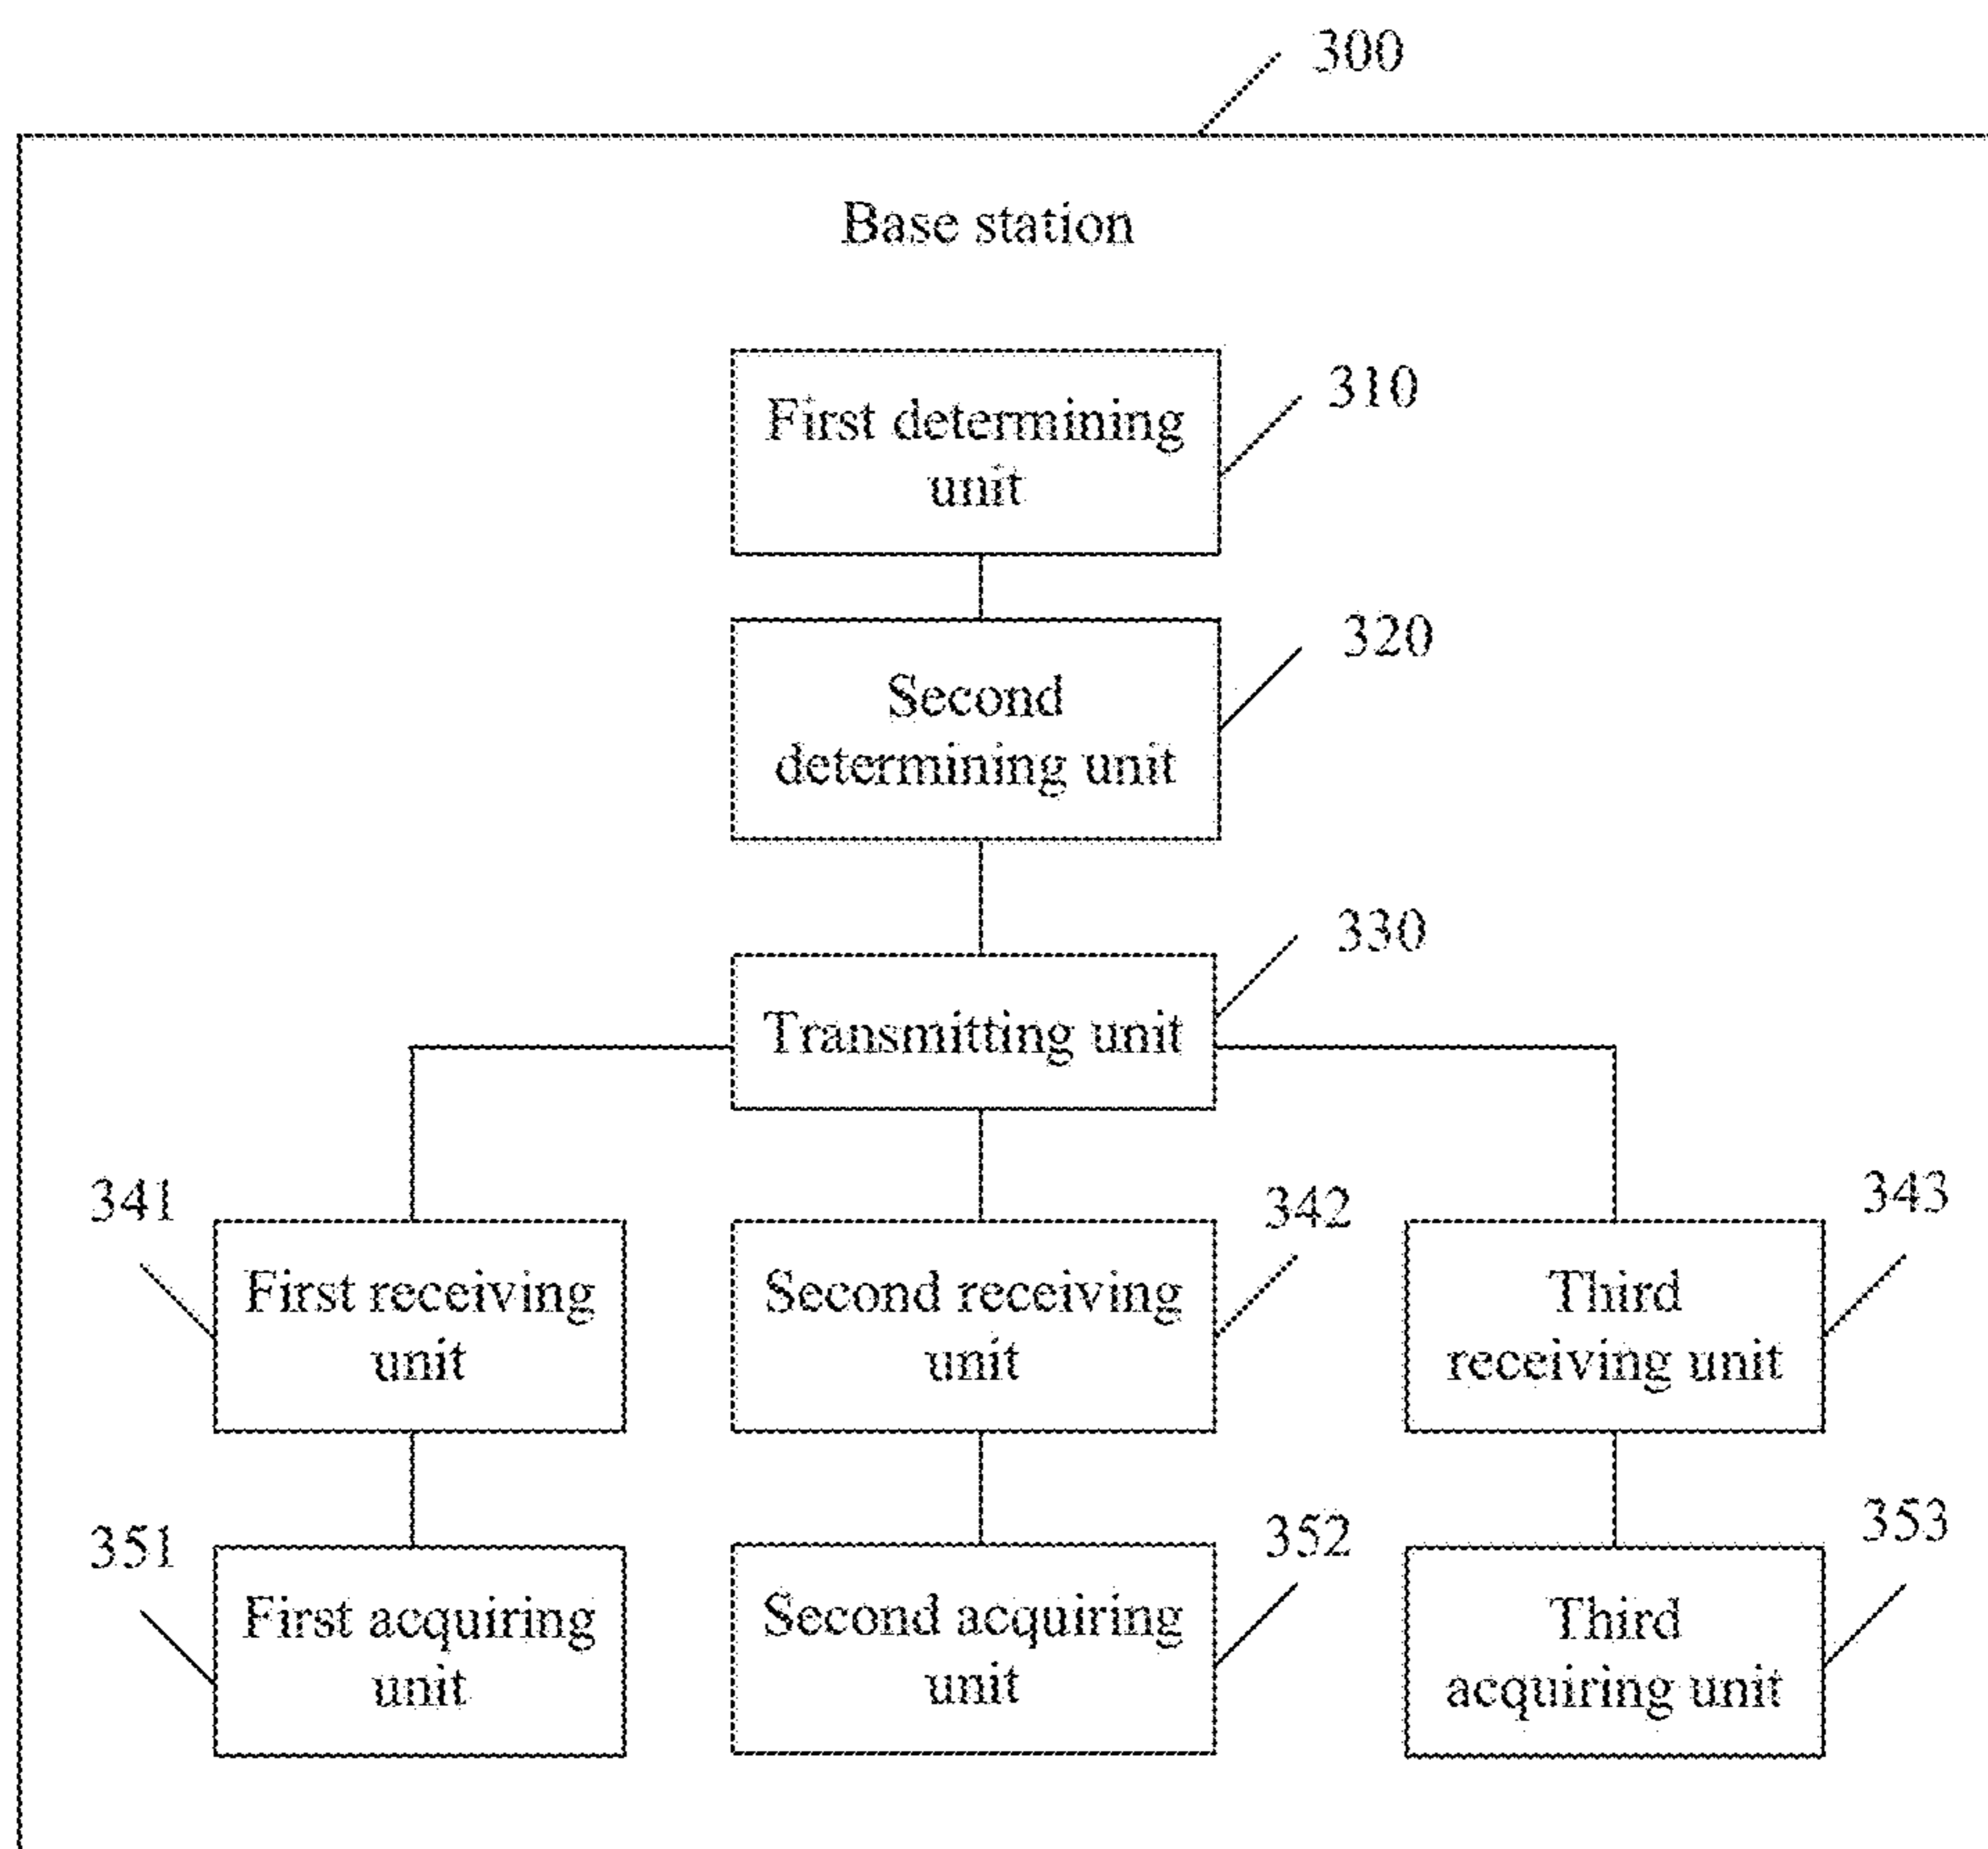 300
Base station
310
First determining
unit
320
Second
determining unit
330
Transmitting unit
341
342
343
First receiving
unit
Second receiving
unit
Third
receiving unit
351
352
353
First acquiring
unit
Second acquiring
unit
Third
acquiring unit